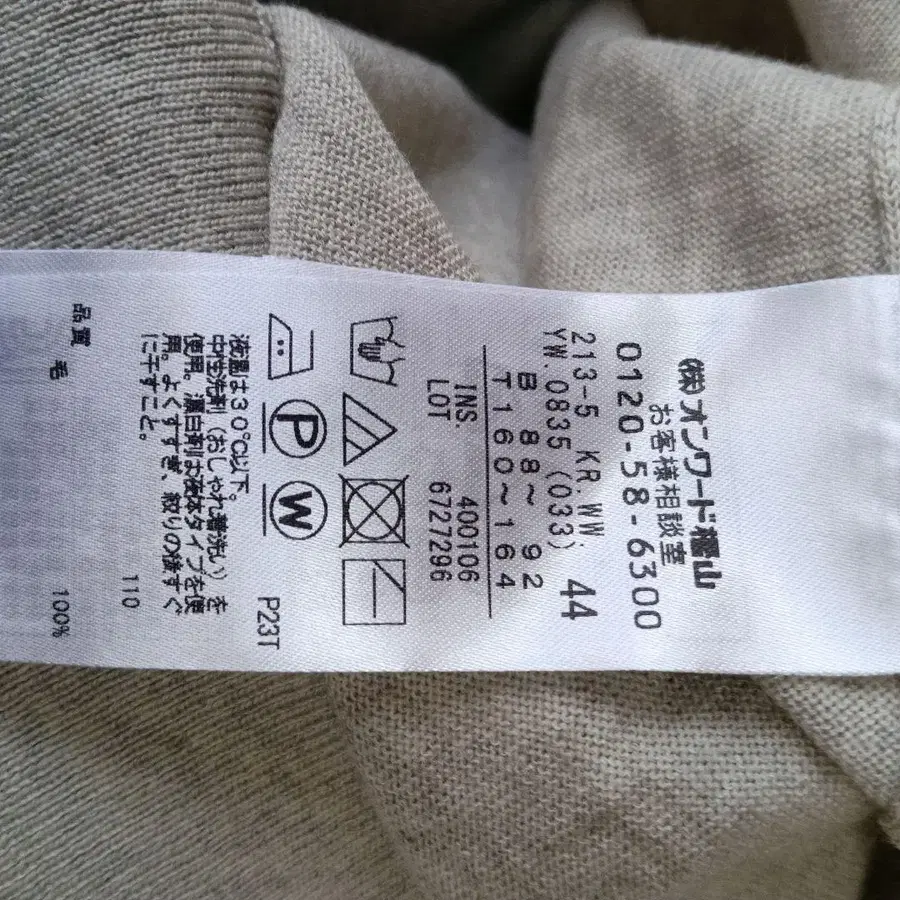 ㈱オンワード樫山
お客様相談室
0120-58-6300
44
213-5 KR.WW.
YW.0835 (033)
B 88～ 92
T 160～164
INS. 400106
LOT 6727296
P
W
P23T
液温は30℃以下。
中性洗剤（おしゃれ着洗い）を
使用。漂白剤は液体タイプを使
用。よくすすぎ、絞りの後すぐ
に干すこと。
110
品質
毛 100%